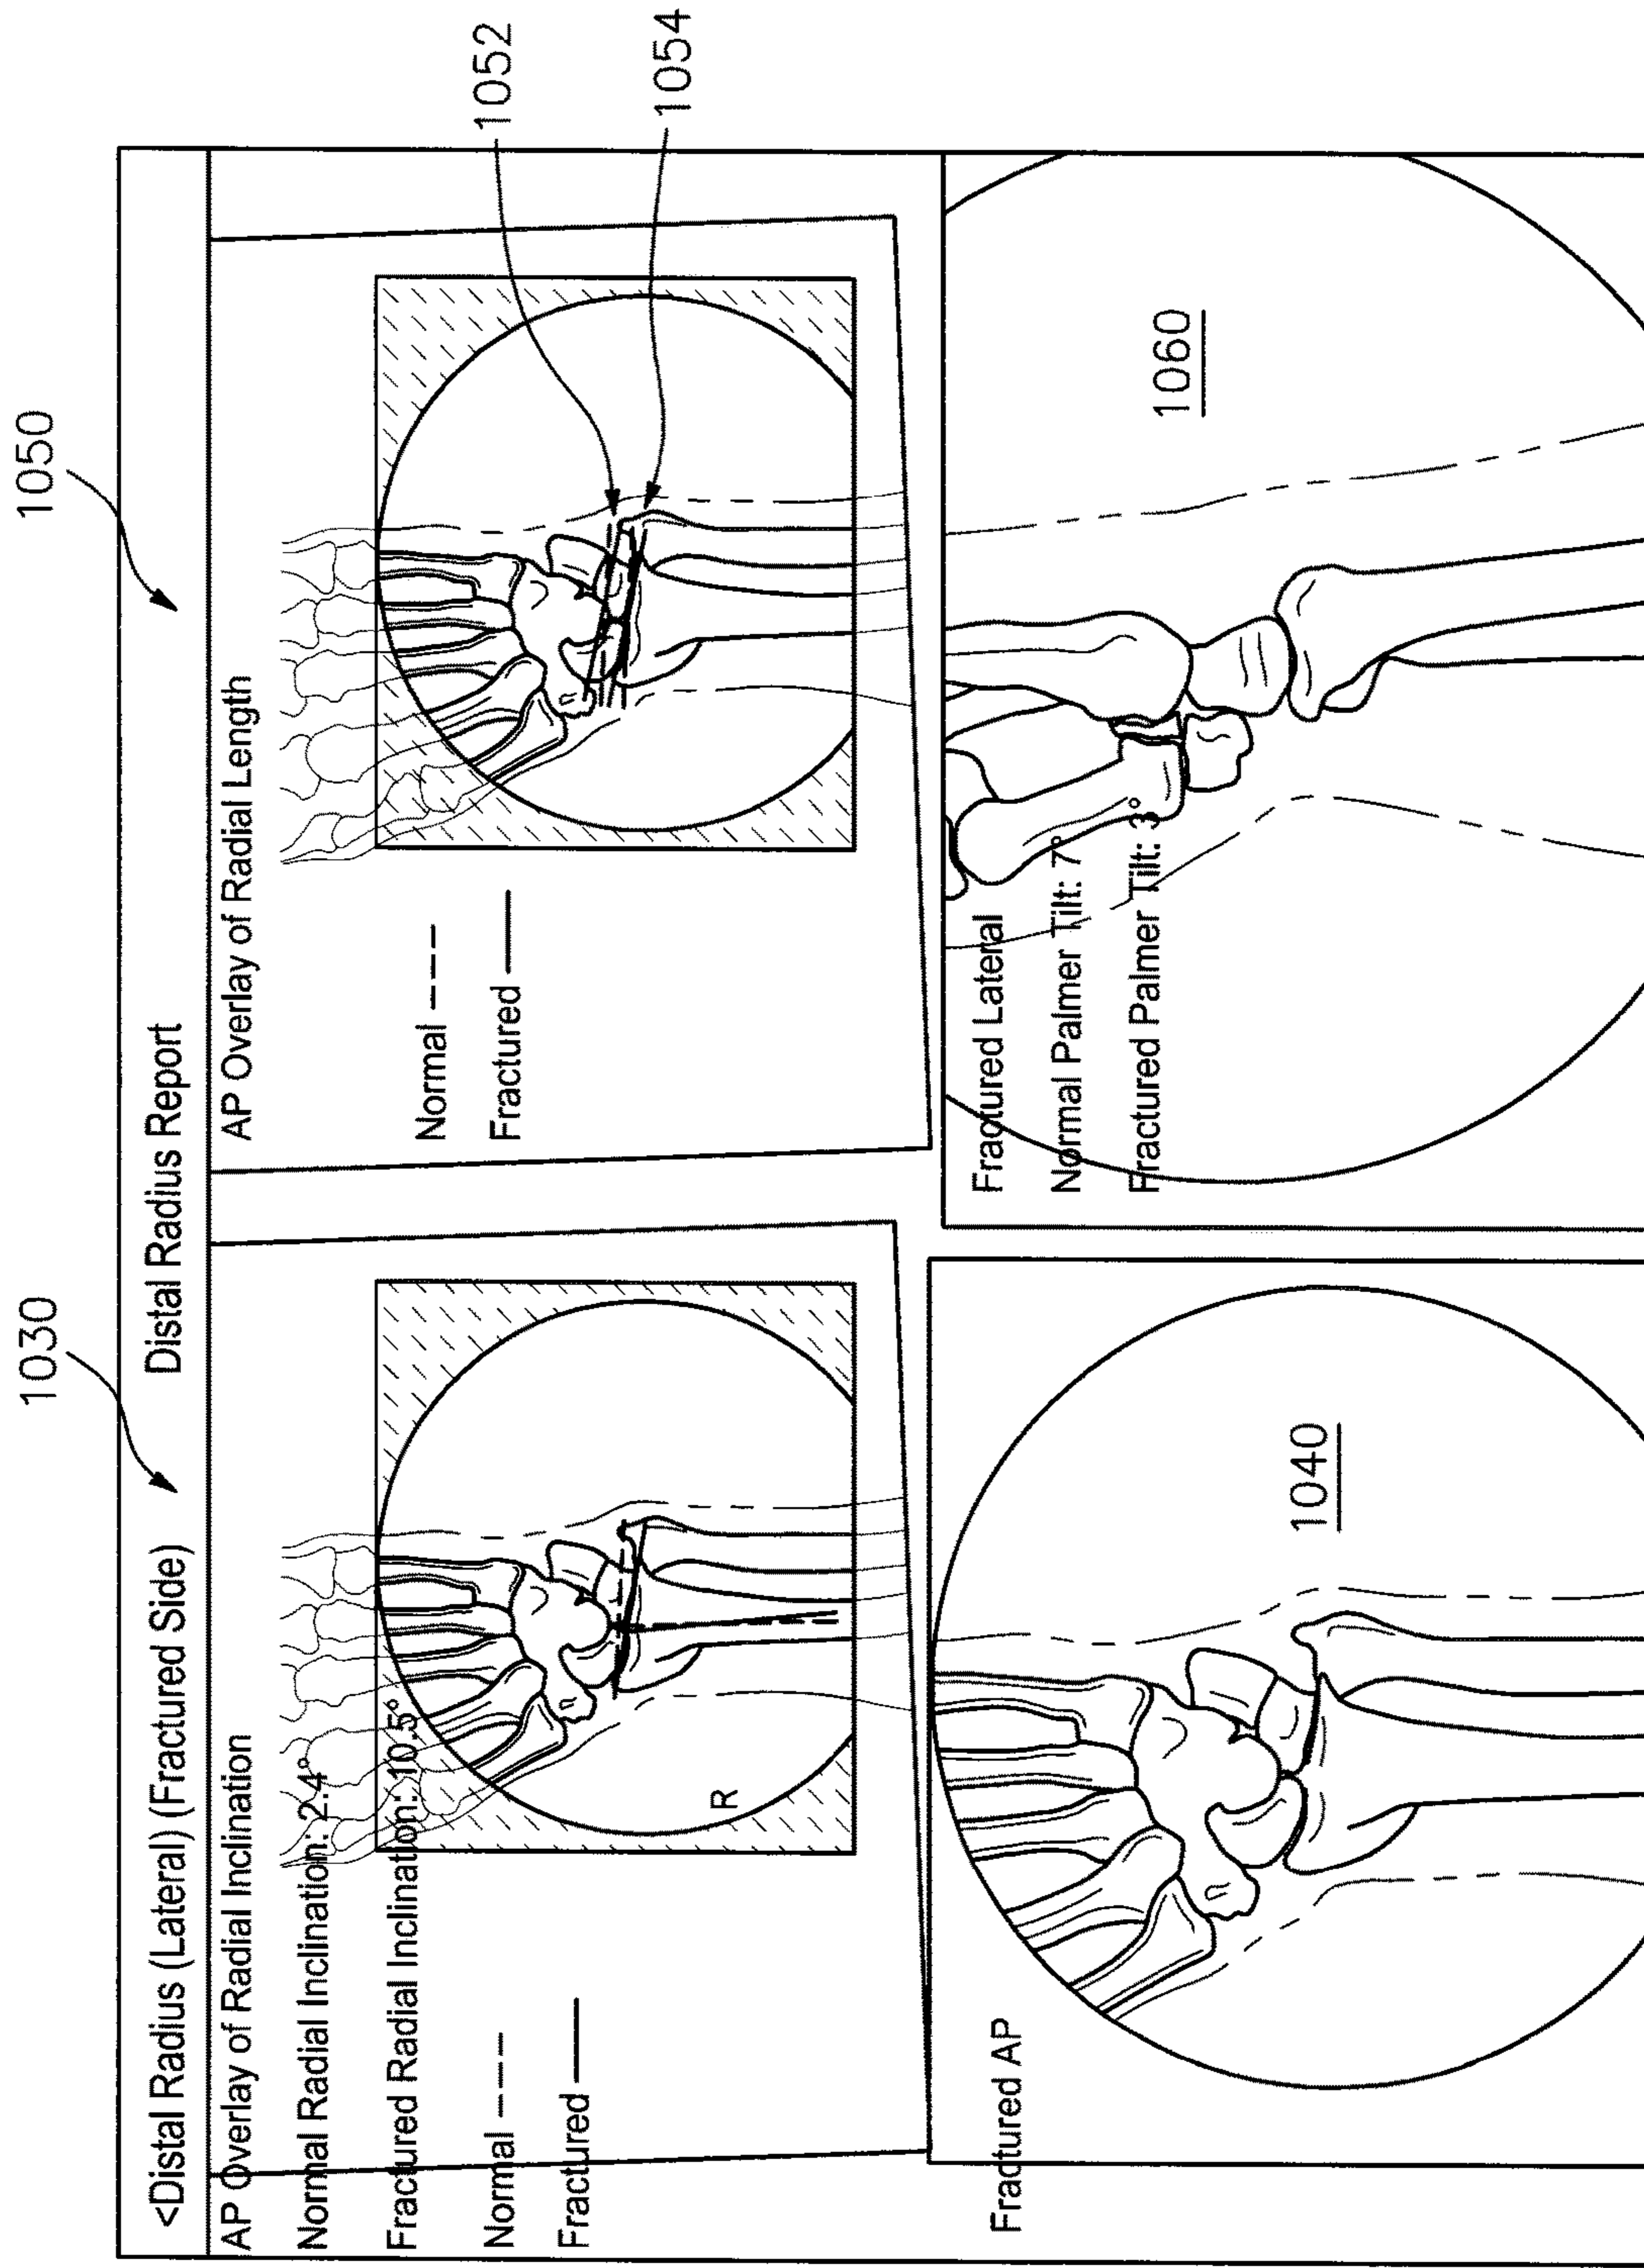 1030
1050
<Distal Radius (Lateral) (Fractured Side)
Distal Radius Report
AP Overlay of Radial Inclination
Normal Radial Inclination: 2.4°
Fractured Radial Inclination: 10.5°
Normal ---
Fractured —
R
AP Overlay of Radial Length
Normal ---
Fractured —
1052
1054
Fractured AP
1040
Fractured Lateral
Normal Palmer Tilt: 7°
Fractured Palmer Tilt: 3°
1060